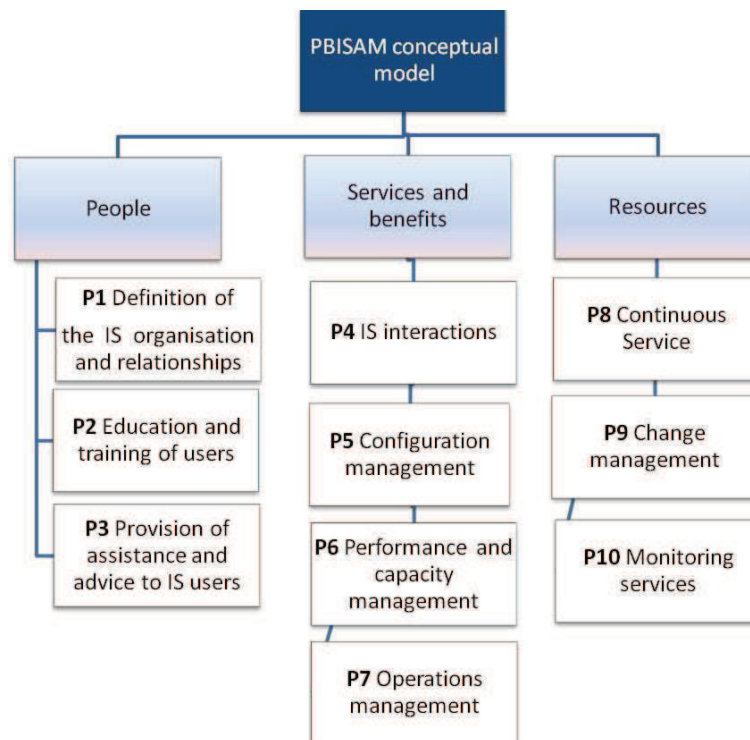 PBISAM conceptual
model
People
Services and
benefits
Resources
P1 Definition of
the IS organisation
and relationships
P2 Education and
training of users
P3 Provision of
assistance and
advice to IS users
P4 IS interactions
P5 Configuration
management
P6 Performance and
capacity
management
P7 Operations
management
P8 Continuous
Service
P9 Change
management
P10 Monitoring
services